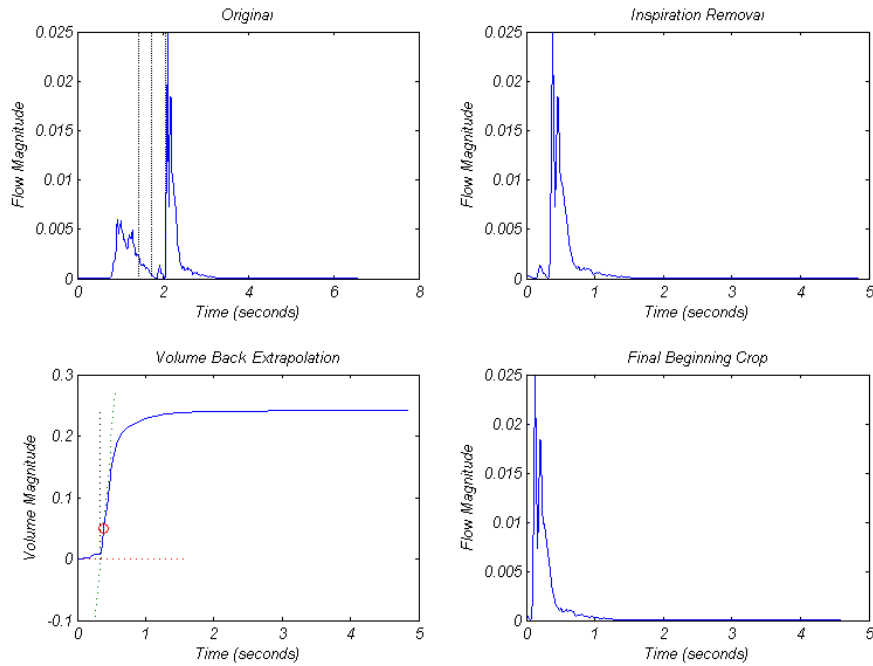 Original
0.025
0.02
0.015
0.01
0.005
0
0 2 4 6 8
Flow Magnitude
Time (seconds)
Inspiration Removal
0.025
0.02
0.015
0.01
0.005
0
0 1 2 3 4 5
Flow Magnitude
Time (seconds)
Volume Back Extrapolation
0.3
0.2
0.1
0
-0.1
0 1 2 3 4 5
Volume Magnitude
Time (seconds)
Final Beginning Crop
0.025
0.02
0.015
0.01
0.005
0
0 1 2 3 4 5
Flow Magnitude
Time (seconds)